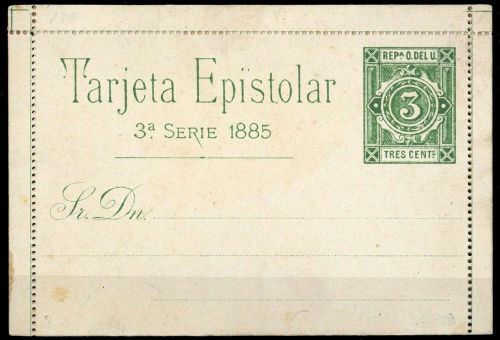 Tarjeta Epistolar
3ª SERIE 1885
REPᴬ O. DEL U.
3
TRES CENTS
Sr. Dn.